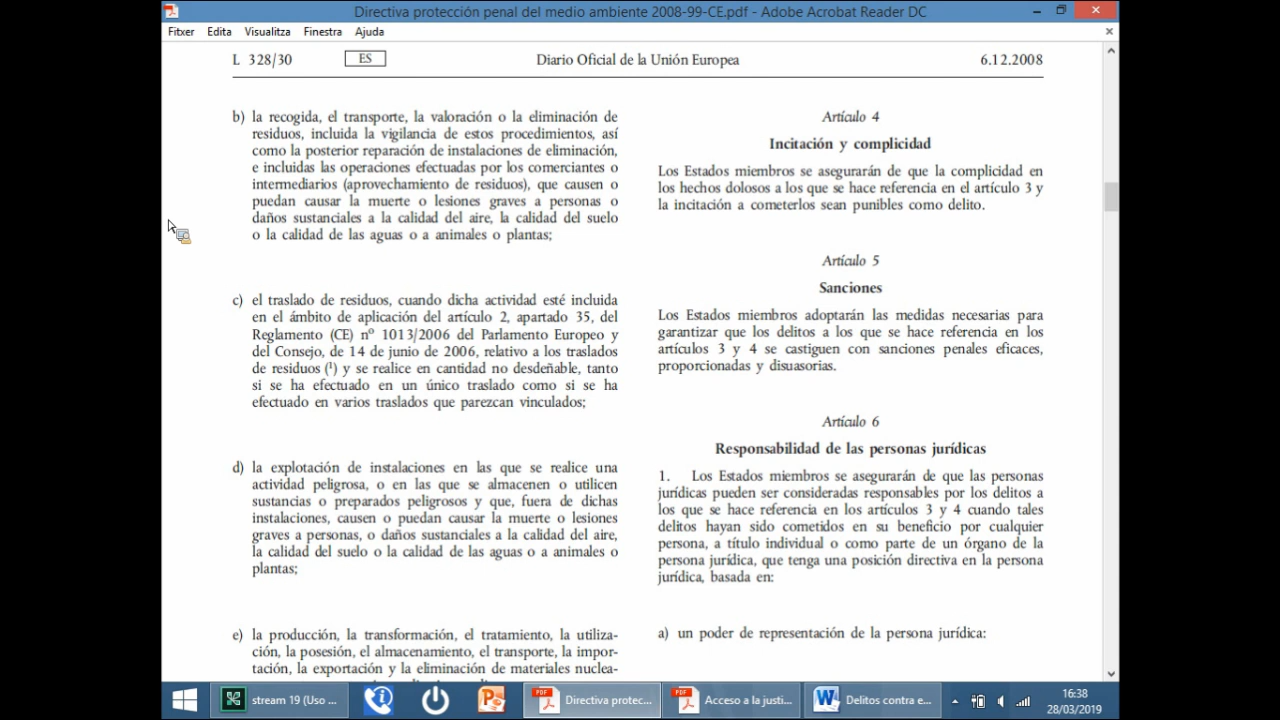 Directiva protección penal del medio ambiente 2008-99-CE.pdf - Adobe Acrobat Reader DC
Fitxer Edita Visualitza Finestra Ajuda
L 328/30 ES Diario Oficial de la Unión Europea 6.12.2008
b) la recogida, el transporte, la valoración o la eliminación de
residuos, incluida la vigilancia de estos procedimientos, así
como la posterior reparación de instalaciones de eliminación,
e incluidas las operaciones efectuadas por los comerciantes o
intermediarios (aprovechamiento de residuos), que causen o
puedan causar la muerte o lesiones graves a personas o
daños sustanciales a la calidad del aire, la calidad del suelo
o la calidad de las aguas o a animales o plantas;
c) el traslado de residuos, cuando dicha actividad esté incluida
en el ámbito de aplicación del artículo 2, apartado 35, del
Reglamento (CE) nº 1013/2006 del Parlamento Europeo y
del Consejo, de 14 de junio de 2006, relativo a los traslados
de residuos (¹) y se realice en cantidad no desdeñable, tanto
si se ha efectuado en un único traslado como si se ha
efectuado en varios traslados que parezcan vinculados;
d) la explotación de instalaciones en las que se realice una
actividad peligrosa, o en las que se almacenen o utilicen
sustancias o preparados peligrosos y que, fuera de dichas
instalaciones, causen o puedan causar la muerte o lesiones
graves a personas, o daños sustanciales a la calidad del aire,
la calidad del suelo o la calidad de las aguas o a animales o
plantas;
e) la producción, la transformación, el tratamiento, la utiliza-
ción, la posesión, el almacenamiento, el transporte, la impor-
tación, la exportación y la eliminación de materiales nuclea-
Artículo 4
Incitación y complicidad
Los Estados miembros se asegurarán de que la complicidad en
los hechos dolosos a los que se hace referencia en el artículo 3 y
la incitación a cometerlos sean punibles como delito.
Artículo 5
Sanciones
Los Estados miembros adoptarán las medidas necesarias para
garantizar que los delitos a los que se hace referencia en los
artículos 3 y 4 se castiguen con sanciones penales eficaces,
proporcionadas y disuasorias.
Artículo 6
Responsabilidad de las personas jurídicas
1. Los Estados miembros se asegurarán de que las personas
jurídicas pueden ser consideradas responsables por los delitos a
los que se hace referencia en los artículos 3 y 4 cuando tales
delitos hayan sido cometidos en su beneficio por cualquier
persona, a título individual o como parte de un órgano de la
persona jurídica, que tenga una posición directiva en la persona
jurídica, basada en:
a) un poder de representación de la persona jurídica:
stream 19 (Uso ... Directiva protec... Acceso a la justi... Delitos contra e... 16:38
28/03/2019